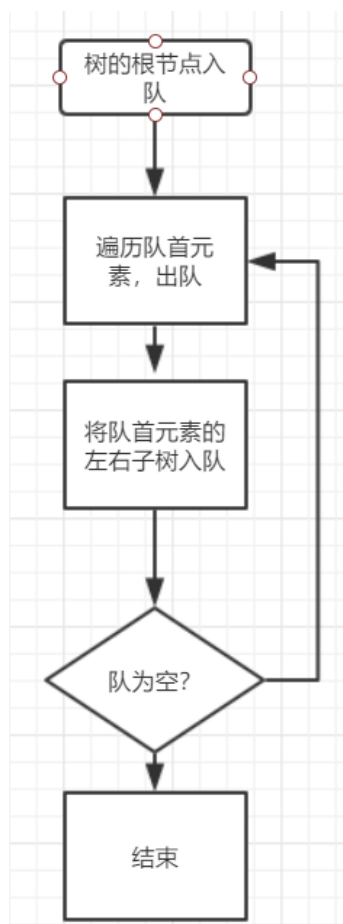 树的根节点入
队
遍历队首元
素，出队
将队首元素的
左右子树入队
队为空?
结束